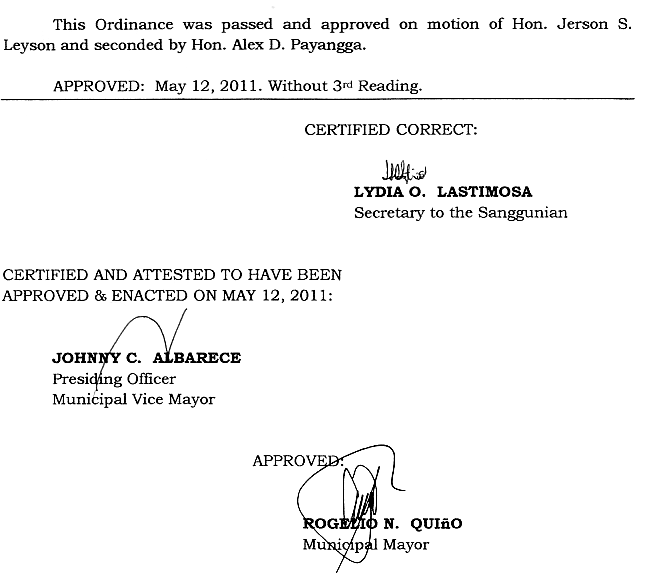 This Ordinance was passed and approved on motion of Hon. Jerson S.
Leyson and seconded by Hon. Alex D. Payangga.
APPROVED: May 12, 2011. Without 3rd Reading.
CERTIFIED CORRECT:
LYDIA O. LASTIMOSA
Secretary to the Sanggunian
CERTIFIED AND ATTESTED TO HAVE BEEN
APPROVED & ENACTED ON MAY 12, 2011:
JOHNNY C. ALBARECE
Presiding Officer
Municipal Vice Mayor
APPROVED:
ROGELIO N. QUIñO
Municipal Mayor